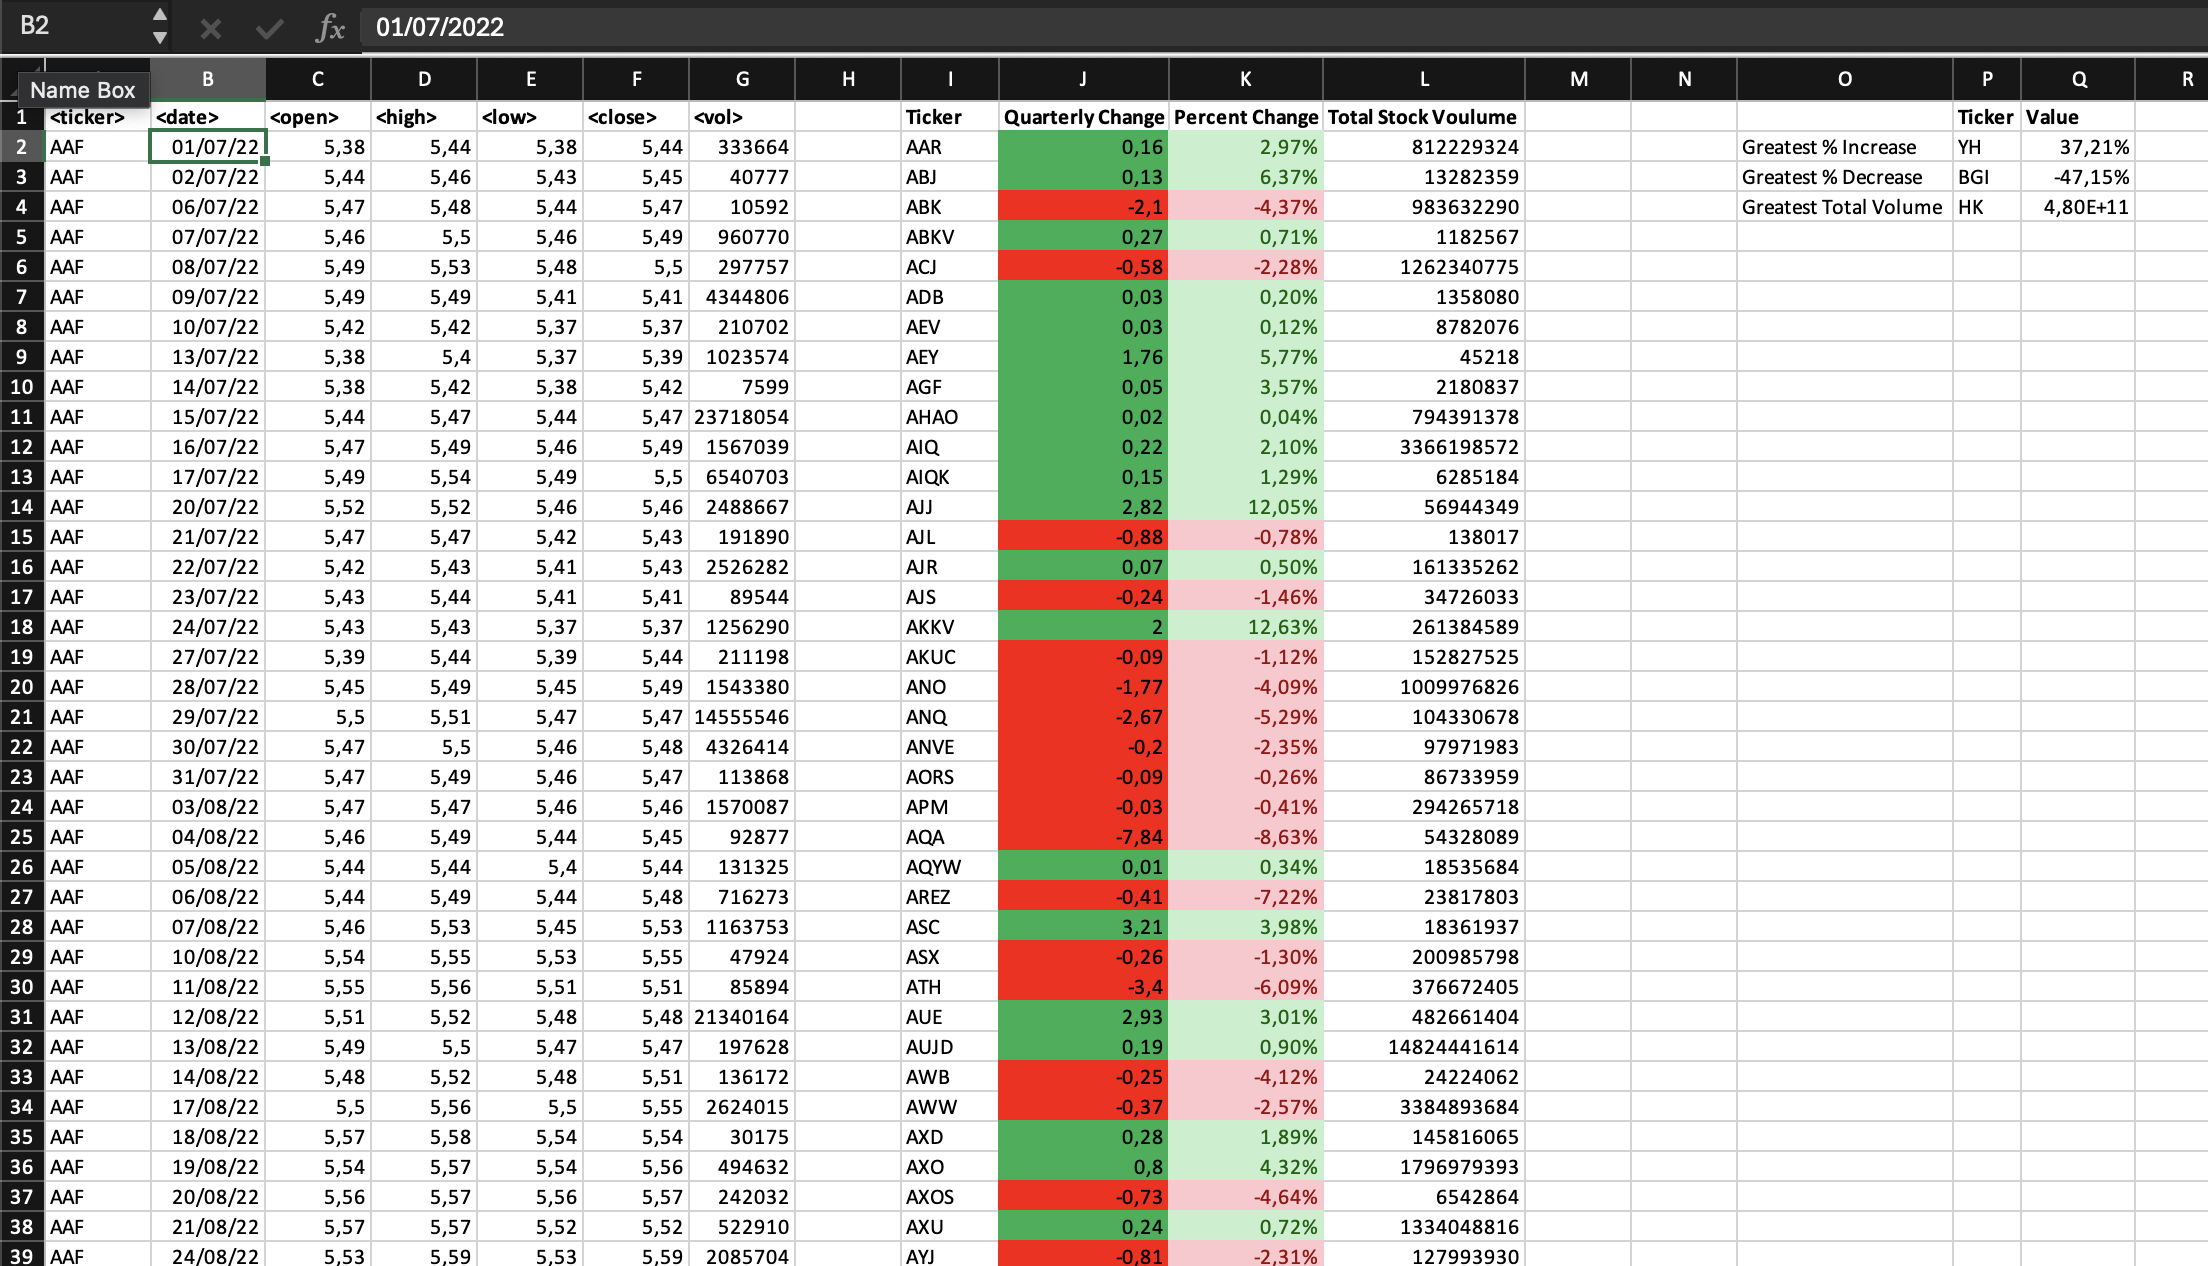 B2 fx 01/07/2022
Name Box B C D E F G H I J K L M N O P Q R
1 <ticker> <date> <open> <high> <low> <close> <vol> Ticker Quarterly Change Percent Change Total Stock Voulume Ticker Value
2 AAF 01/07/22 5,38 5,44 5,38 5,44 333664 AAR 0,16 2,97% 812229324 Greatest % Increase YH 37,21%
3 AAF 02/07/22 5,44 5,46 5,43 5,45 40777 ABJ 0,13 6,37% 13282359 Greatest % Decrease BGI -47,15%
4 AAF 06/07/22 5,47 5,48 5,44 5,47 10592 ABK -2,1 -4,37% 983632290 Greatest Total Volume HK 4,80E+11
5 AAF 07/07/22 5,46 5,5 5,46 5,49 960770 ABKV 0,27 0,71% 1182567
6 AAF 08/07/22 5,49 5,53 5,48 5,5 297757 ACJ -0,58 -2,28% 1262340775
7 AAF 09/07/22 5,49 5,49 5,41 5,41 4344806 ADB 0,03 0,20% 1358080
8 AAF 10/07/22 5,42 5,42 5,37 5,37 210702 AEV 0,03 0,12% 8782076
9 AAF 13/07/22 5,38 5,4 5,37 5,39 1023574 AEY 1,76 5,77% 45218
10 AAF 14/07/22 5,38 5,42 5,38 5,42 7599 AGF 0,05 3,57% 2180837
11 AAF 15/07/22 5,44 5,47 5,44 5,47 23718054 AHAO 0,02 0,04% 794391378
12 AAF 16/07/22 5,47 5,49 5,46 5,49 1567039 AIQ 0,22 2,10% 3366198572
13 AAF 17/07/22 5,49 5,54 5,49 5,5 6540703 AIQK 0,15 1,29% 6285184
14 AAF 20/07/22 5,52 5,52 5,46 5,46 2488667 AJJ 2,82 12,05% 56944349
15 AAF 21/07/22 5,47 5,47 5,42 5,43 191890 AJL -0,88 -0,78% 138017
16 AAF 22/07/22 5,42 5,43 5,41 5,43 2526282 AJR 0,07 0,50% 161335262
17 AAF 23/07/22 5,43 5,44 5,41 5,41 89544 AJS -0,24 -1,46% 34726033
18 AAF 24/07/22 5,43 5,43 5,37 5,37 1256290 AKKV 2 12,63% 261384589
19 AAF 27/07/22 5,39 5,44 5,39 5,44 211198 AKUC -0,09 -1,12% 152827525
20 AAF 28/07/22 5,45 5,49 5,45 5,49 1543380 ANO -1,77 -4,09% 1009976826
21 AAF 29/07/22 5,5 5,51 5,47 5,47 14555546 ANQ -2,67 -5,29% 104330678
22 AAF 30/07/22 5,47 5,5 5,46 5,48 4326414 ANVE -0,2 -2,35% 97971983
23 AAF 31/07/22 5,47 5,49 5,46 5,47 113868 AORS -0,09 -0,26% 86733959
24 AAF 03/08/22 5,47 5,47 5,46 5,46 1570087 APM -0,03 -0,41% 294265718
25 AAF 04/08/22 5,46 5,49 5,44 5,45 92877 AQA -7,84 -8,63% 54328089
26 AAF 05/08/22 5,44 5,44 5,4 5,44 131325 AQYW 0,01 0,34% 18535684
27 AAF 06/08/22 5,44 5,49 5,44 5,48 716273 AREZ -0,41 -7,22% 23817803
28 AAF 07/08/22 5,46 5,53 5,45 5,53 1163753 ASC 3,21 3,98% 18361937
29 AAF 10/08/22 5,54 5,55 5,53 5,55 47924 ASX -0,26 -1,30% 200985798
30 AAF 11/08/22 5,55 5,56 5,51 5,51 85894 ATH -3,4 -6,09% 376672405
31 AAF 12/08/22 5,51 5,52 5,48 5,48 21340164 AUE 2,93 3,01% 482661404
32 AAF 13/08/22 5,49 5,5 5,47 5,47 197628 AUJD 0,19 0,90% 14824441614
33 AAF 14/08/22 5,48 5,52 5,48 5,51 136172 AWB -0,25 -4,12% 24224062
34 AAF 17/08/22 5,5 5,56 5,5 5,55 2624015 AWW -0,37 -2,57% 3384893684
35 AAF 18/08/22 5,57 5,58 5,54 5,54 30175 AXD 0,28 1,89% 145816065
36 AAF 19/08/22 5,54 5,57 5,54 5,56 494632 AXO 0,8 4,32% 1796979393
37 AAF 20/08/22 5,56 5,57 5,56 5,57 242032 AXOS -0,73 -4,64% 6542864
38 AAF 21/08/22 5,57 5,57 5,52 5,52 522910 AXU 0,24 0,72% 1334048816
39 AAF 24/08/22 5,53 5,59 5,53 5,59 2085704 AYJ -0,81 -2,31% 127993930